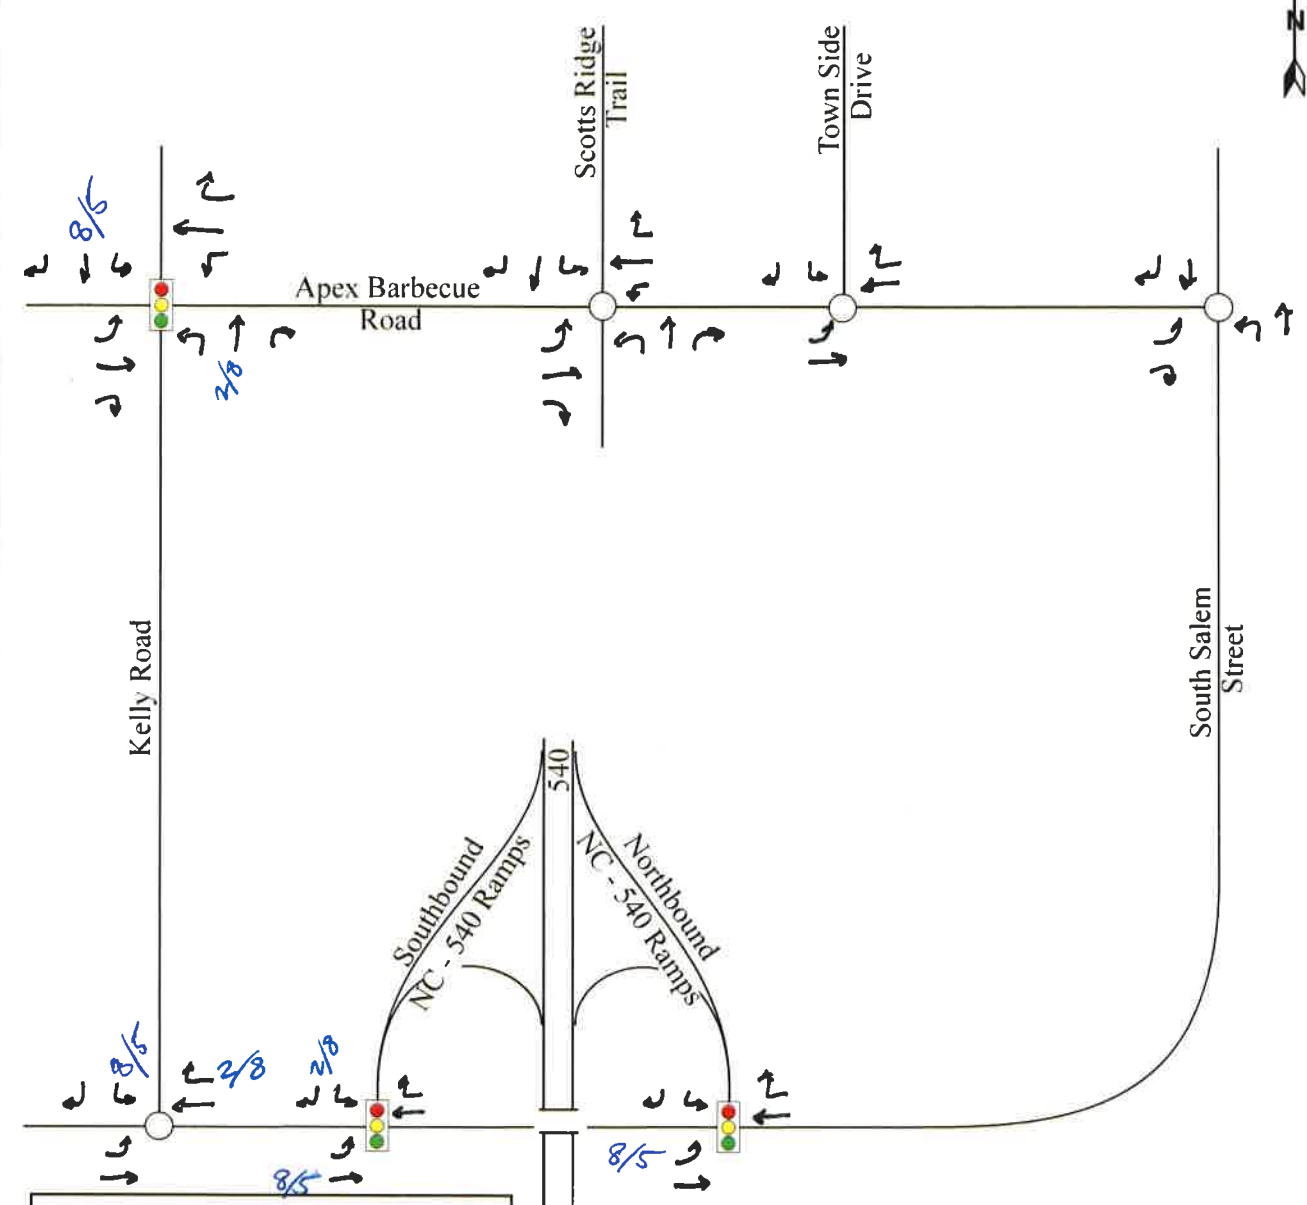 N
Scotts Ridge
Trail
Town Side
Drive
8/5
Apex Barbecue
Road
2/8
Kelly Road
South Salem
Street
540
Southbound
NC - 540 Ramps
Northbound
NC - 540 Ramps
8/5
2/8
2/8
8/5
8/5